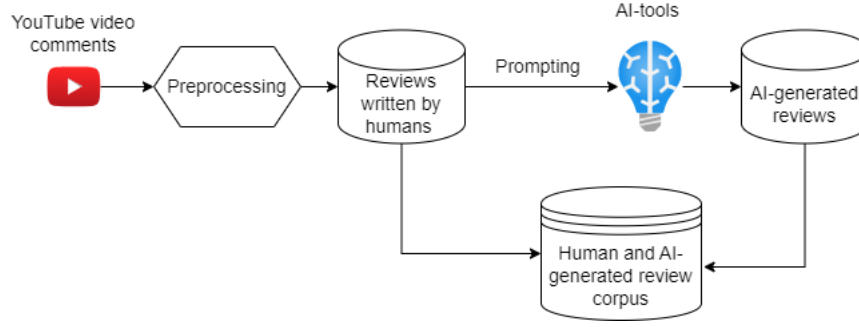 YouTube video
comments
Preprocessing
Reviews
written by
humans
Prompting
AI-tools
AI-generated
reviews
Human and AI-
generated review
corpus